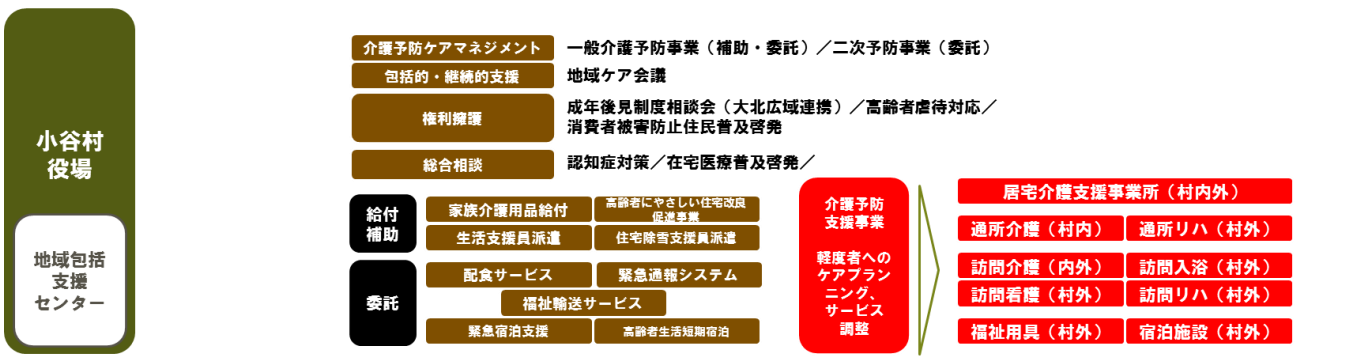 小谷村
役場
地域包括
支援
センター
介護予防ケアマネジメント
一般介護予防事業（補助・委託）／二次予防事業（委託）
包括的・継続的支援
地域ケア会議
権利擁護
成年後見制度相談会（大北広域連携）／高齢者虐待対応／
消費者被害防止住民普及啓発
総合相談
認知症対策／在宅医療普及啓発／
給付
補助
家族介護用品給付
高齢者にやさしい住宅改良
促進事業
生活支援員派遣
住宅除雪支援員派遣
委託
配食サービス
緊急通報システム
福祉輸送サービス
緊急宿泊支援
高齢者生活短期宿泊
介護予防
支援事業
軽度者への
ケアプラン
ニング、
サービス
調整
居宅介護支援事業所（村内外）
通所介護（村内）
通所リハ（村外）
訪問介護（内外）
訪問入浴（村外）
訪問看護（村外）
訪問リハ（村外）
福祉用具（村外）
宿泊施設（村外）